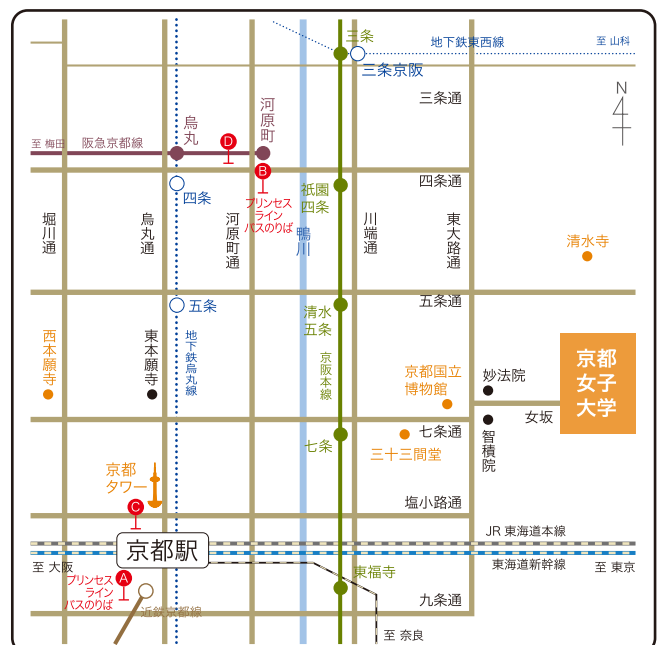 三条
地下鉄東西線
至 山科
三条京阪
三条通
N
河原町
烏丸
D
至 梅田
阪急京都線
B
プリンセス
ライン
バスのりば
四条通
四条
祇園
四条
堀川通
烏丸通
河原町通
鴨川
川端通
東大路通
清水寺
五条
清水
五条
五条通
西本願寺
東本願寺
地下鉄烏丸線
京阪本線
京都国立
博物館
妙法院
京都
女子
大学
女坂
七条
七条通
三十三間堂
智積院
京都
タワー
C
塩小路通
JR 東海道本線
京都駅
至 大阪
東海道新幹線
至 東京
A
プリンセス
ライン
バスのりば
東福寺
近鉄京都線
九条通
至 奈良